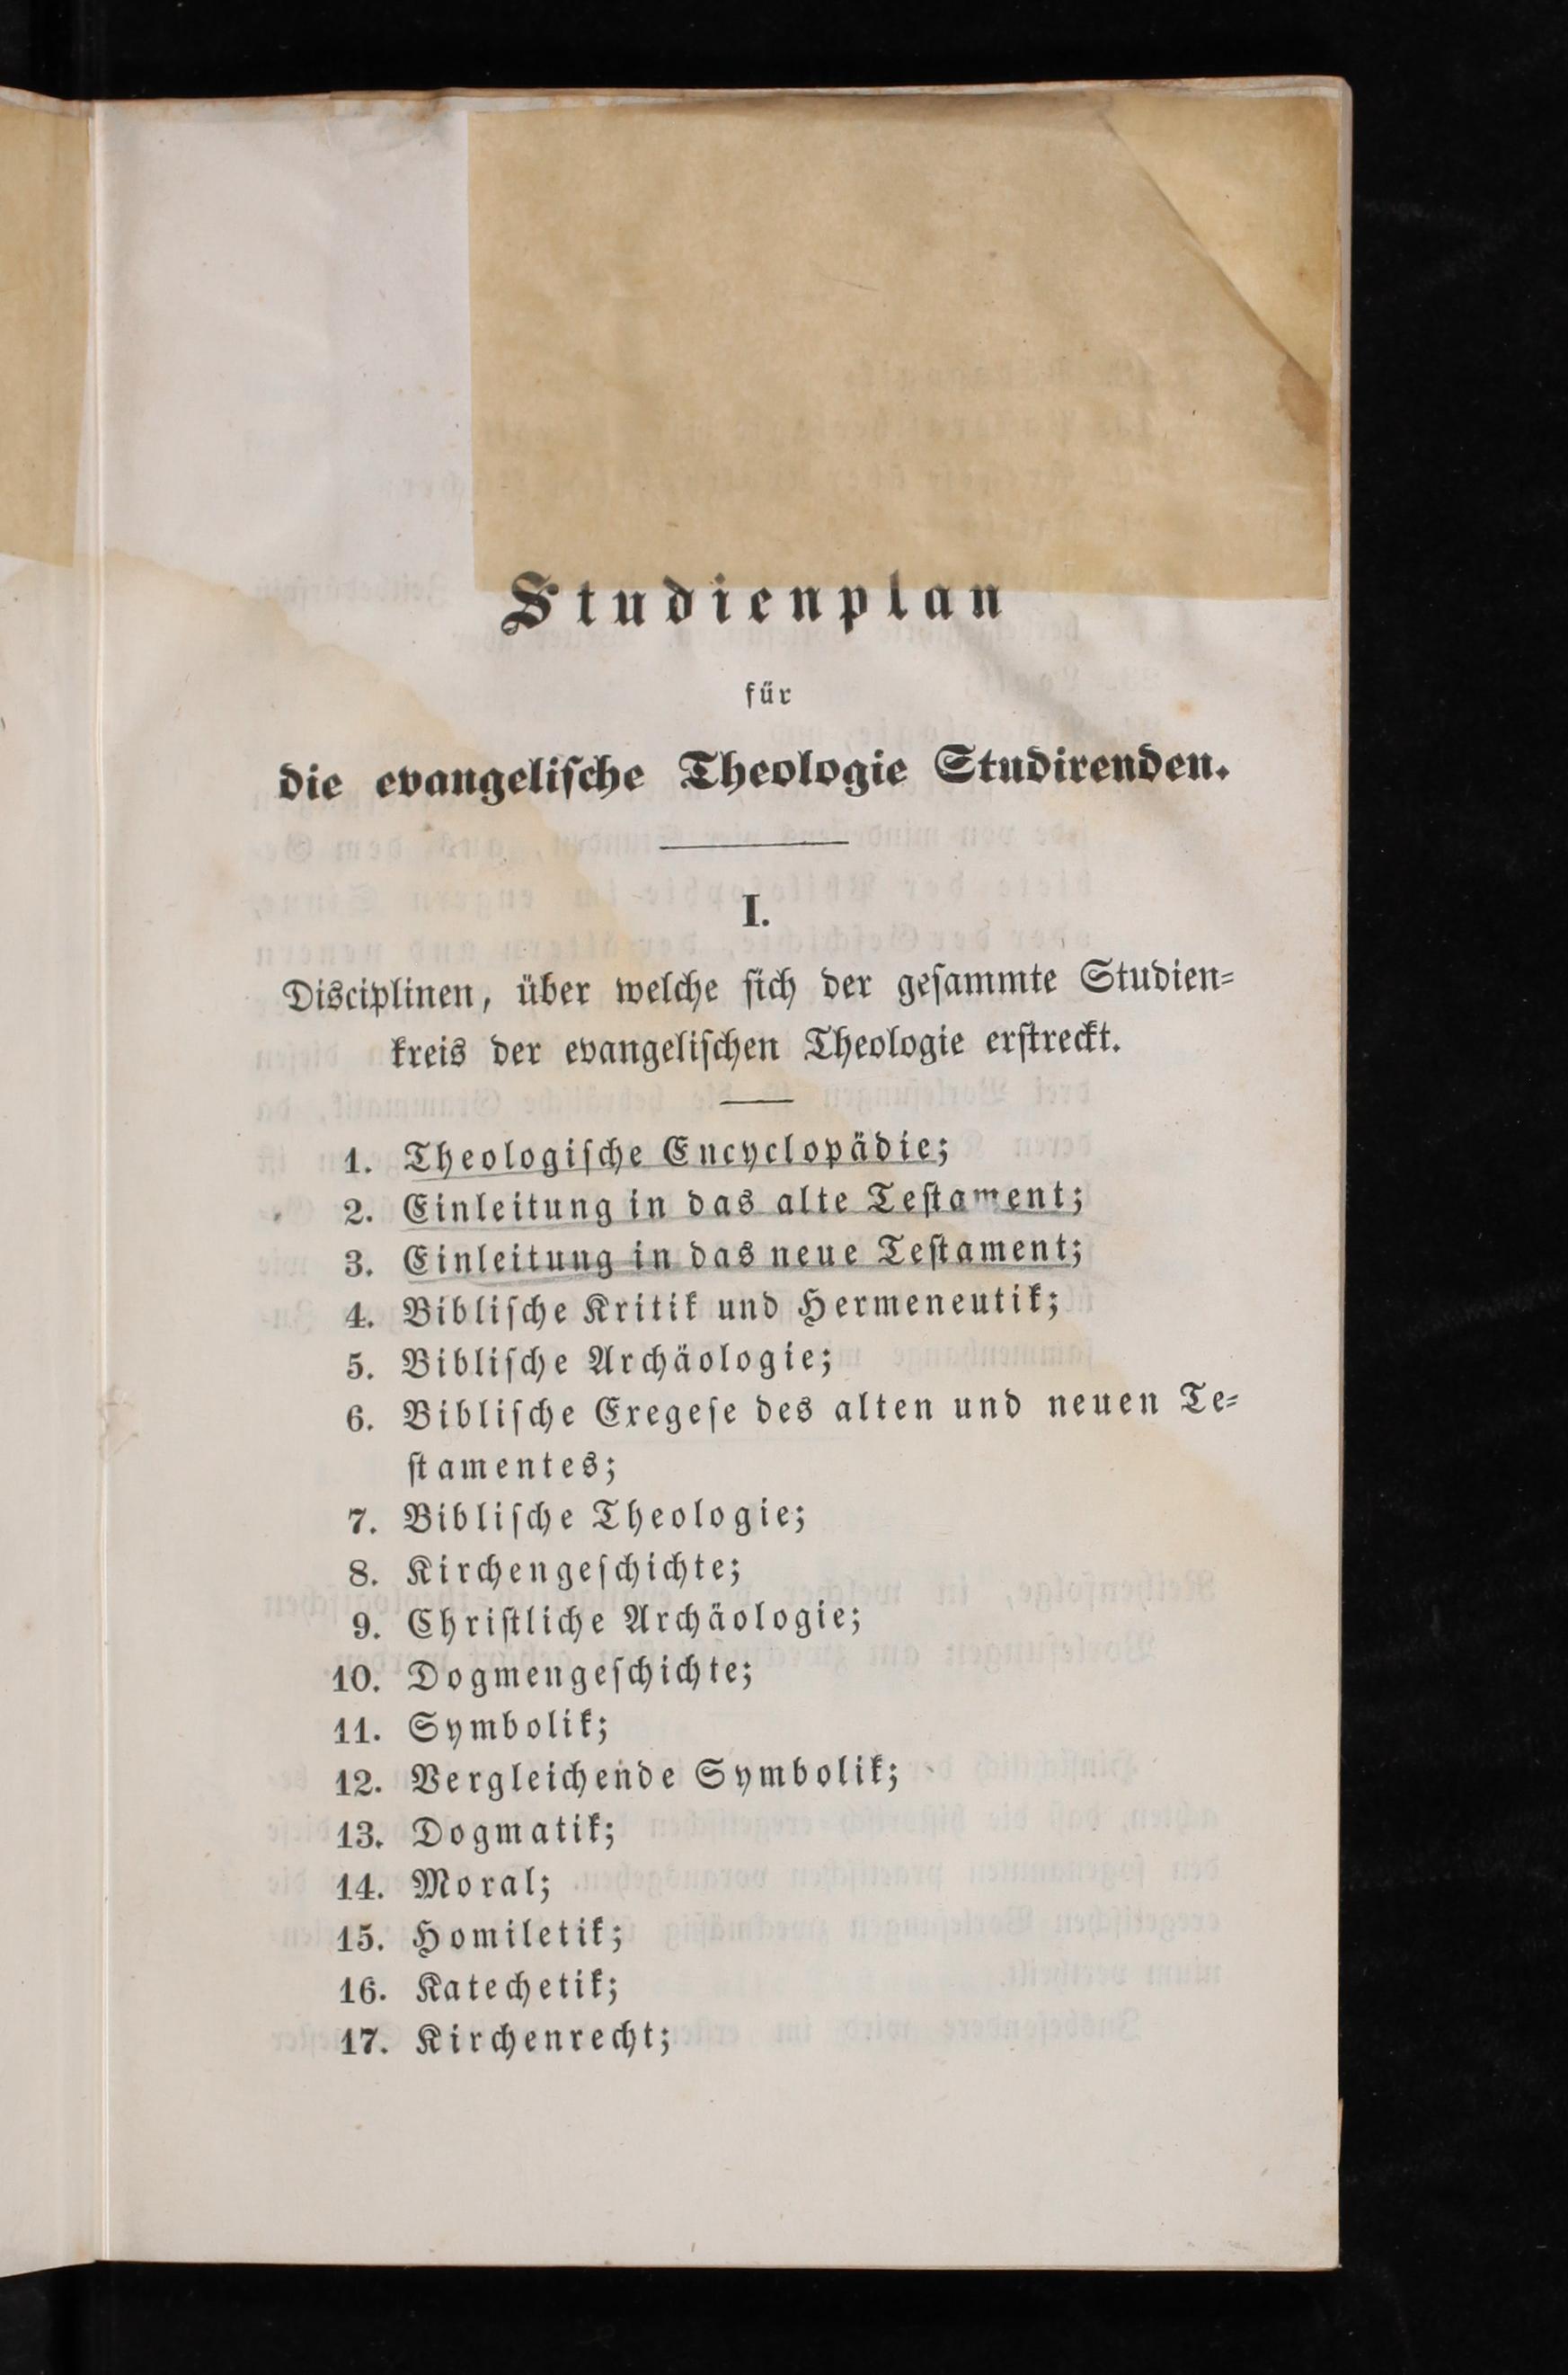 Studienplan
für
die evangelische Theologie Studirenden.
I.
Disciplinen, über welche sich der gesammte Studien=
kreis der evangelischen Theologie erstreckt.
1. Theologische Encyclopädie;
2. Einleitung in das alte Testament;
3. Einleitung in das neue Testament;
4. Biblische Kritik und Hermeneutik;
5. Biblische Archäologie;
6. Biblische Exegese des alten und neuen Te=
stamentes;
7. Biblische Theologie;
8. Kirchengeschichte;
9. Christliche Archäologie;
10. Dogmengeschichte;
11. Symbolik;
12. Vergleichende Symbolik;
13. Dogmatik;
14. Moral;
15. Homiletik;
16. Katechetik;
17. Kirchenrecht;